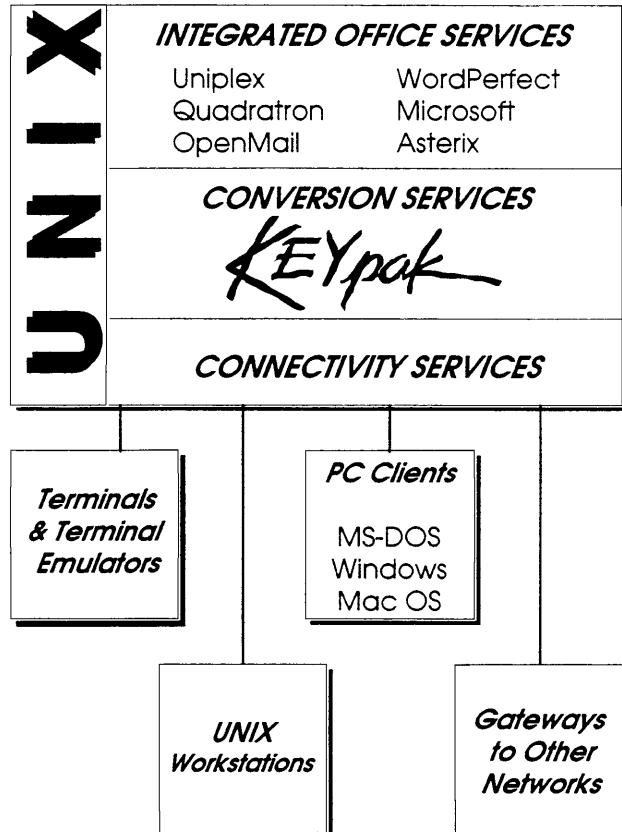 UNIX
INTEGRATED OFFICE SERVICES
Uniplex WordPerfect
Quadratron Microsoft
OpenMail Asterix
CONVERSION SERVICES
KEYpak
CONNECTIVITY SERVICES
Terminals
& Terminal
Emulators
PC Clients
MS-DOS
Windows
Mac OS
UNIX
Workstations
Gateways
to Other
Networks